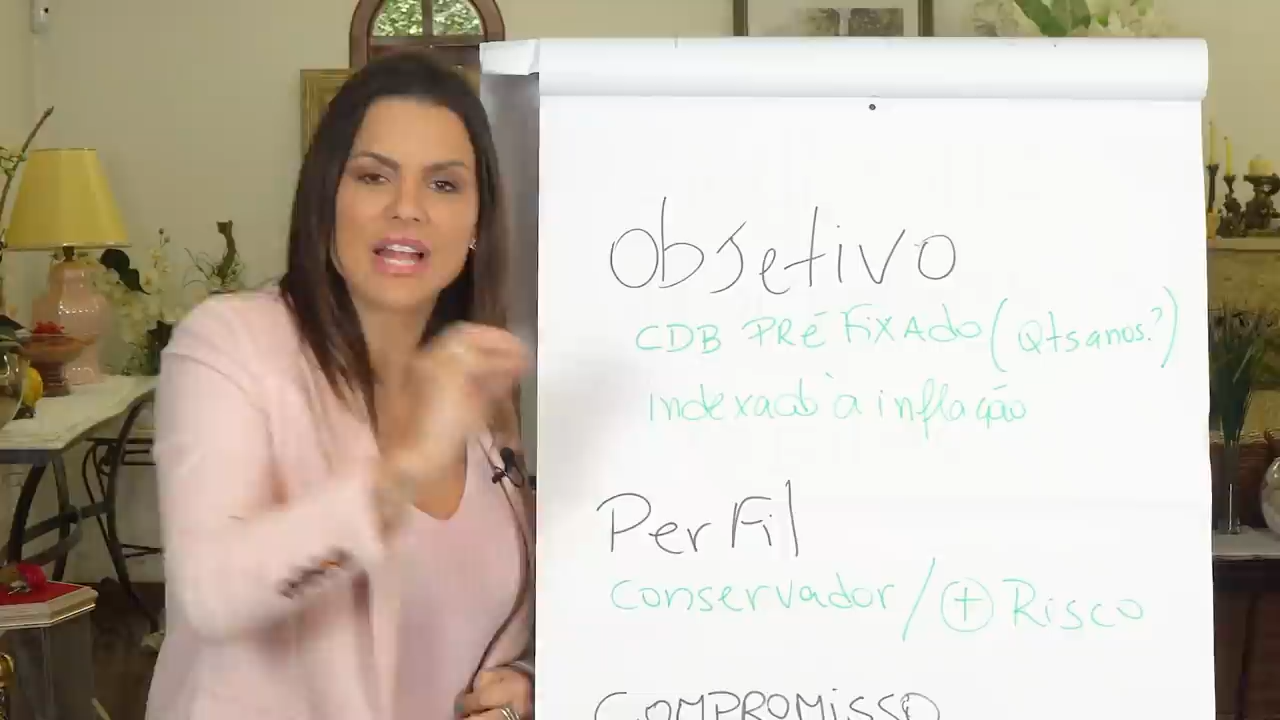 Objetivo
CDB PRÉ FIXADO (Qts anos?)
indexado à inflação
Perfil
conservador / + Risco
COMPROMISSO